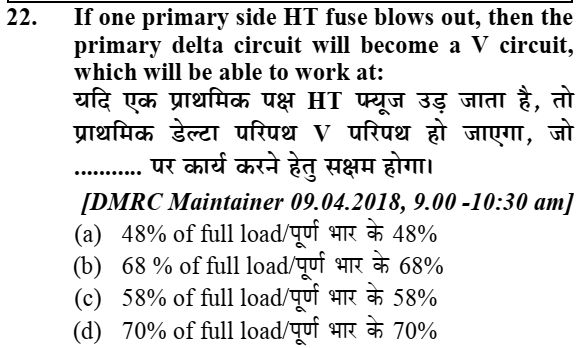 22. If one primary side HT fuse blows out, then the
primary delta circuit will become a V circuit,
which will be able to work at:
यदि एक प्राथमिक पक्ष HT फ्यूज उड़ जाता है, तो
प्राथमिक डेल्टा परिपथ V परिपथ हो जाएगा, जो
........... पर कार्य करने हेतु सक्षम होगा।
[DMRC Maintainer 09.04.2018, 9.00 -10:30 am]
(a) 48% of full load/पूर्ण भार के 48%
(b) 68 % of full load/पूर्ण भार के 68%
(c) 58% of full load/पूर्ण भार के 58%
(d) 70% of full load/पूर्ण भार के 70%